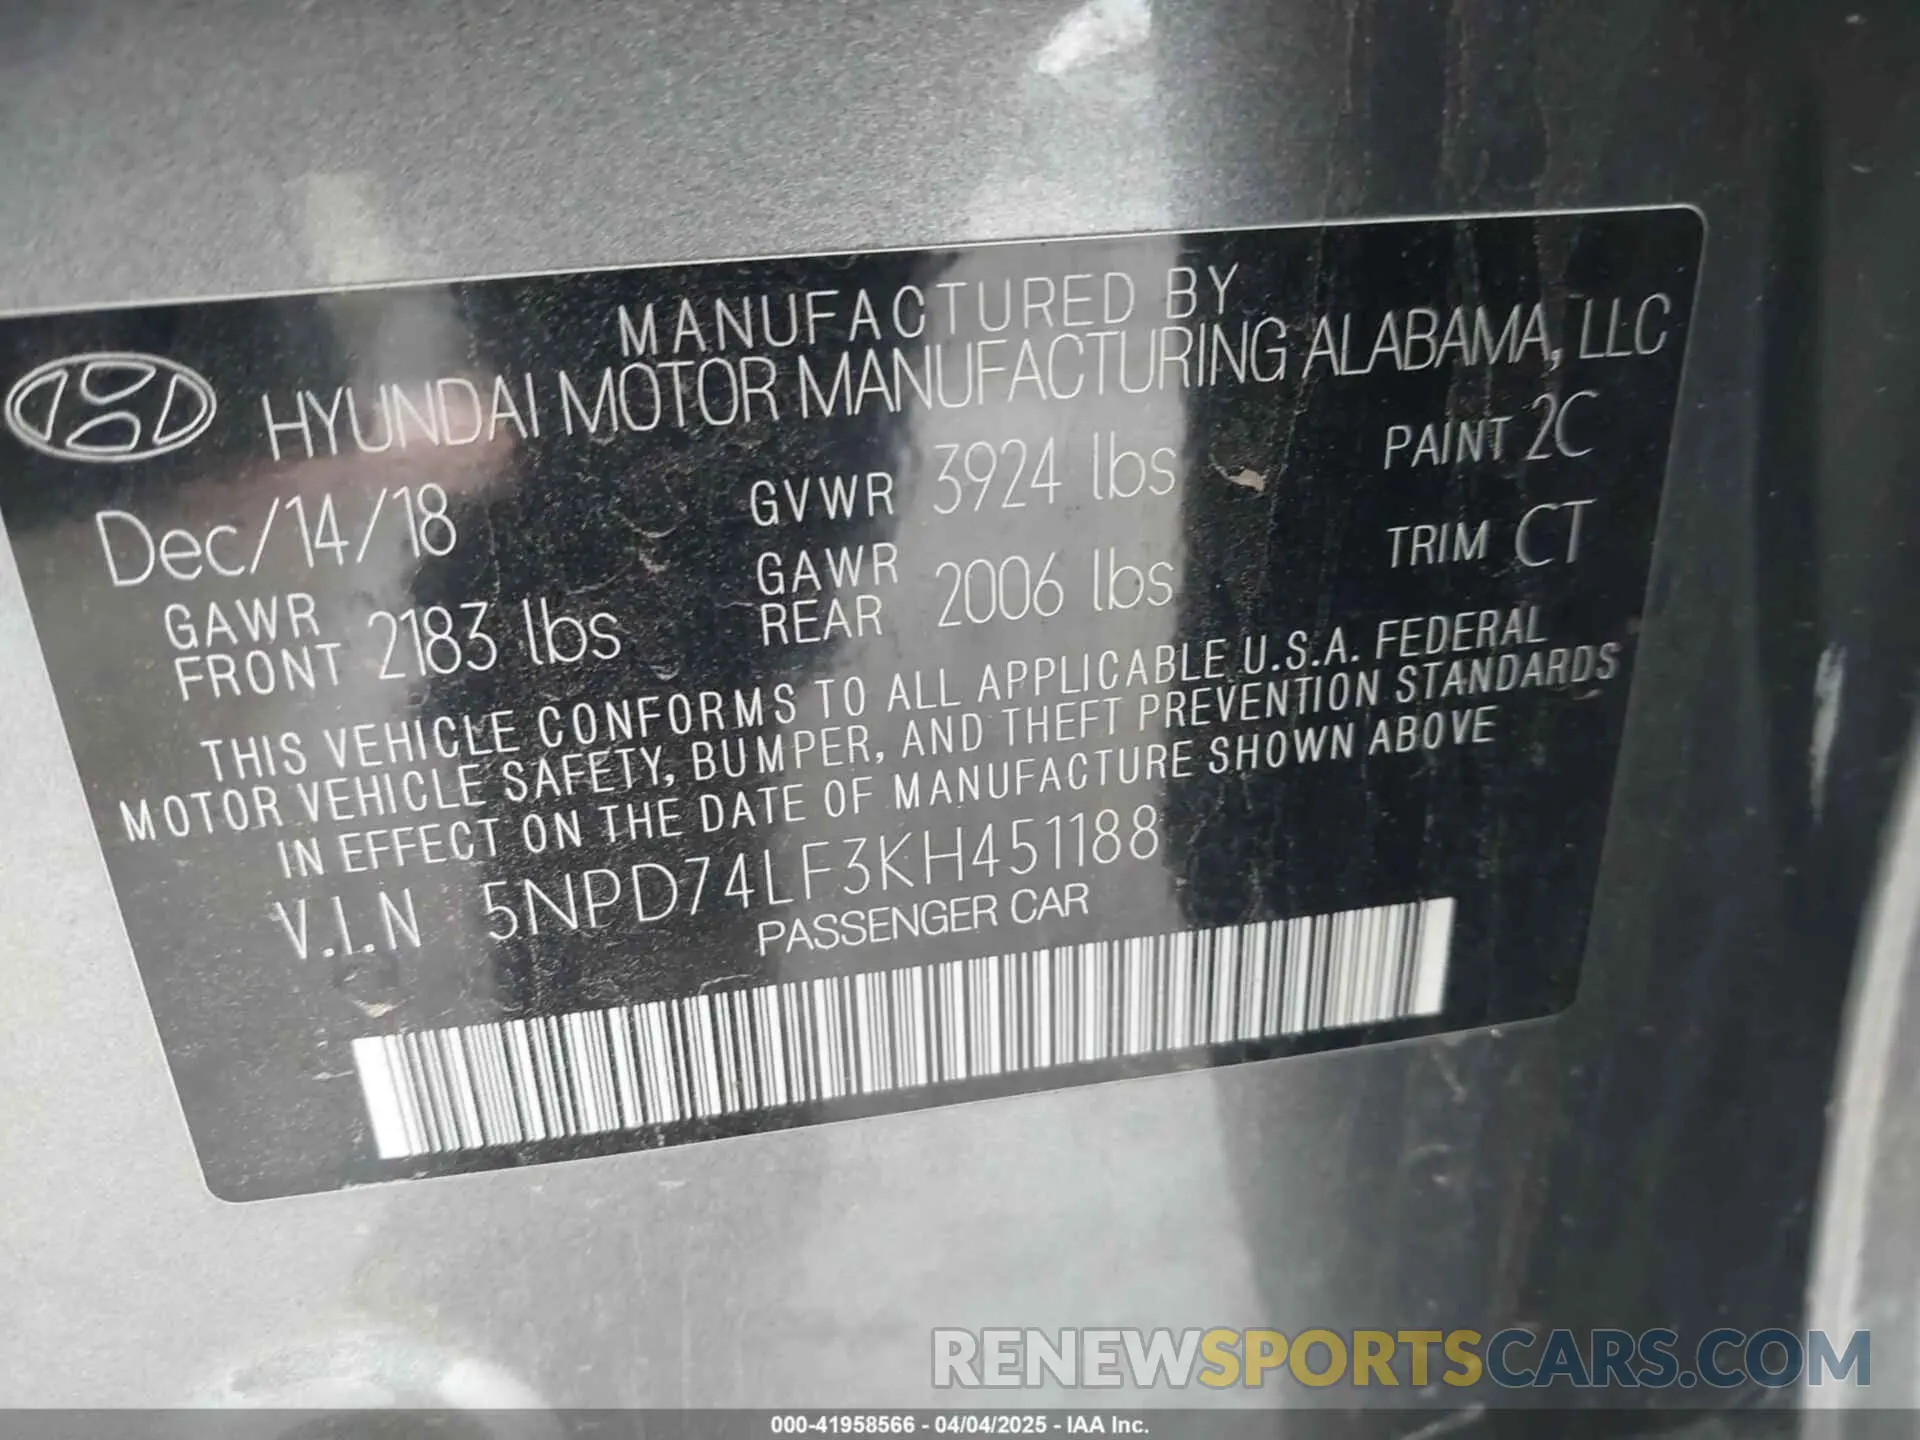 MANUFACTURED BY
HYUNDAI MOTOR MANUFACTURING ALABAMA, LLC
Dec/14/18 GVWR 3924 lbs PAINT 2C
GAWR FRONT 2183 lbs GAWR REAR 2006 lbs TRIM CT
THIS VEHICLE CONFORMS TO ALL APPLICABLE U.S.A. FEDERAL
MOTOR VEHICLE SAFETY, BUMPER, AND THEFT PREVENTION STANDARDS
IN EFFECT ON THE DATE OF MANUFACTURE SHOWN ABOVE
V.I.N 5NPD74LF3KH451188
PASSENGER CAR
RENEWSPORTSCARS.COM
000-41958566 - 04/04/2025 - IAA Inc.